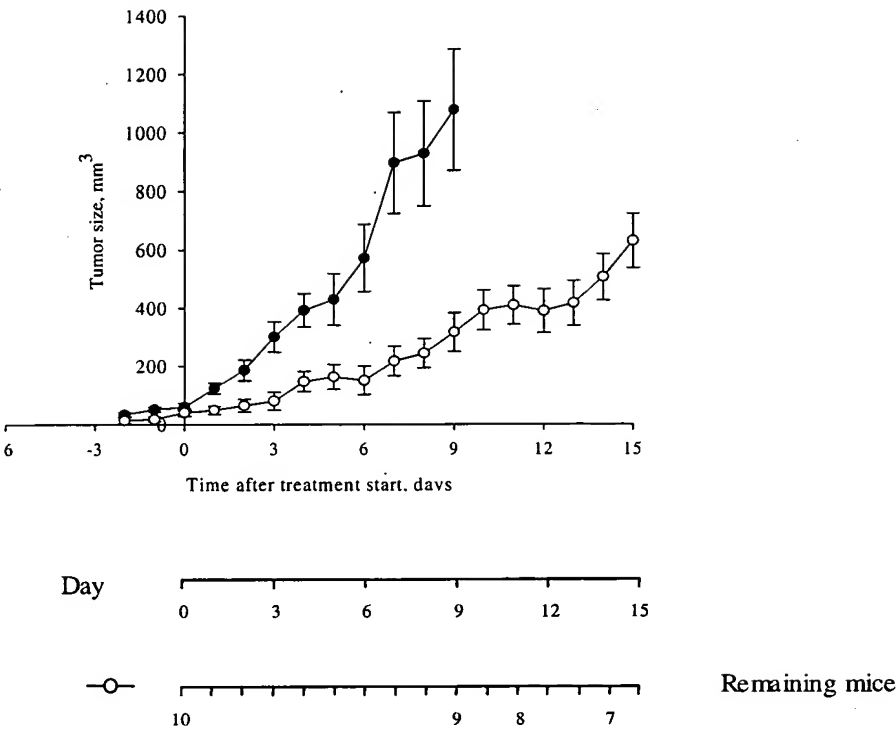 1400
1200
1000
800
600
400
200
0
Tumor size, mm3
6 -3 0 3 6 9 12 15
Time after treatment start. davs
Day
0 3 6 9 12 15
Remaining mice
10 9 8 7